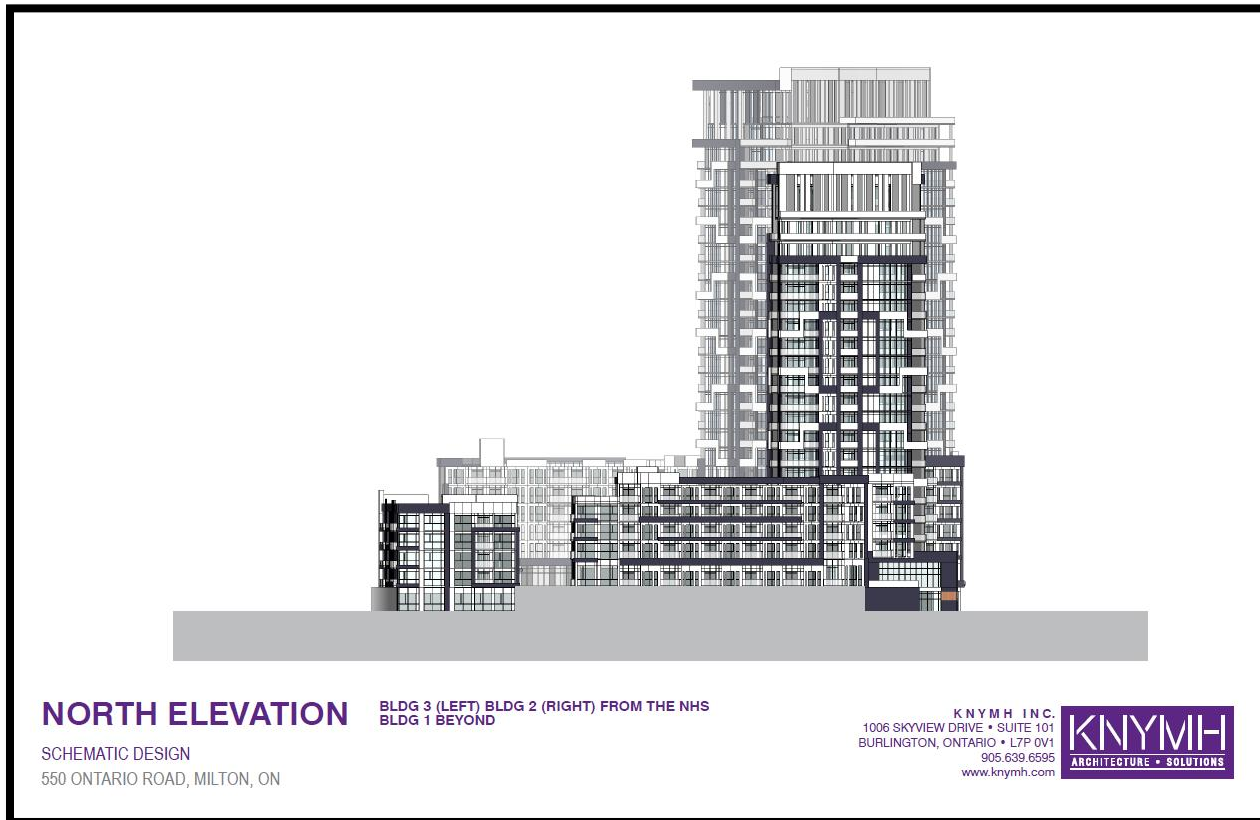 NORTH ELEVATION
BLDG 3 (LEFT) BLDG 2 (RIGHT) FROM THE NHS
BLDG 1 BEYOND
SCHEMATIC DESIGN
550 ONTARIO ROAD, MILTON, ON
KNYMH INC.
1006 SKYVIEW DRIVE • SUITE 101
BURLINGTON, ONTARIO • L7P 0V1
905.639.6595
www.knymh.com
KNYMH
ARCHITECTURE • SOLUTIONS